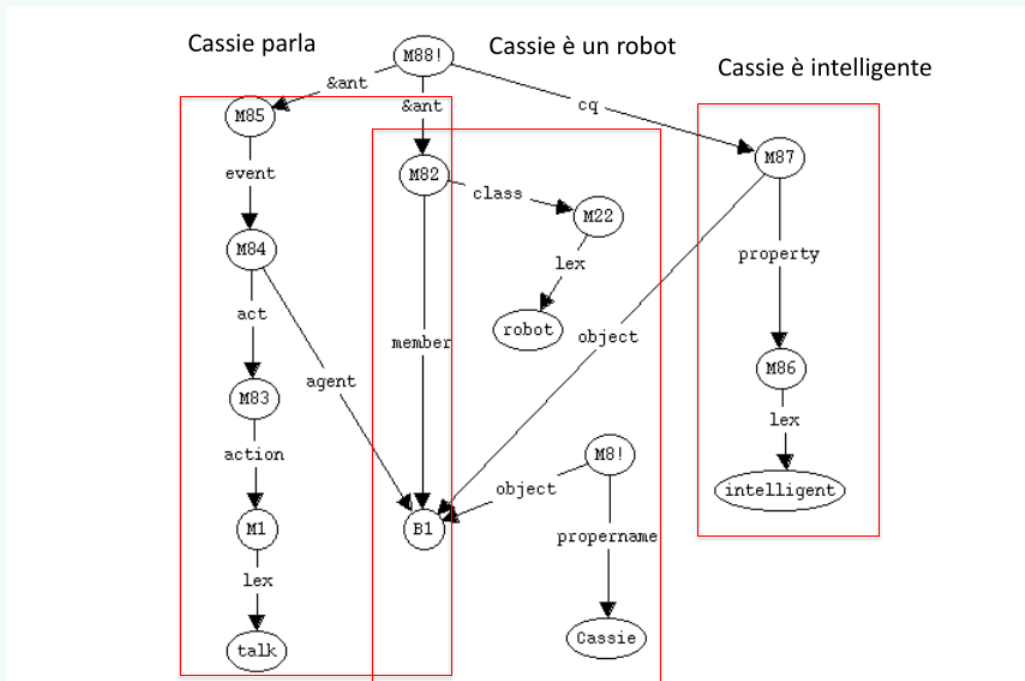 Cassie parla
Cassie è un robot
Cassie è intelligente
M88!
&ant
&ant
cq
M85
M87
event
M82
class
M22
M84
property
lex
act
robot
object
member
M86
agent
M83
lex
action
M8!
object
intelligent
M1
B1
propername
lex
Cassie
talk